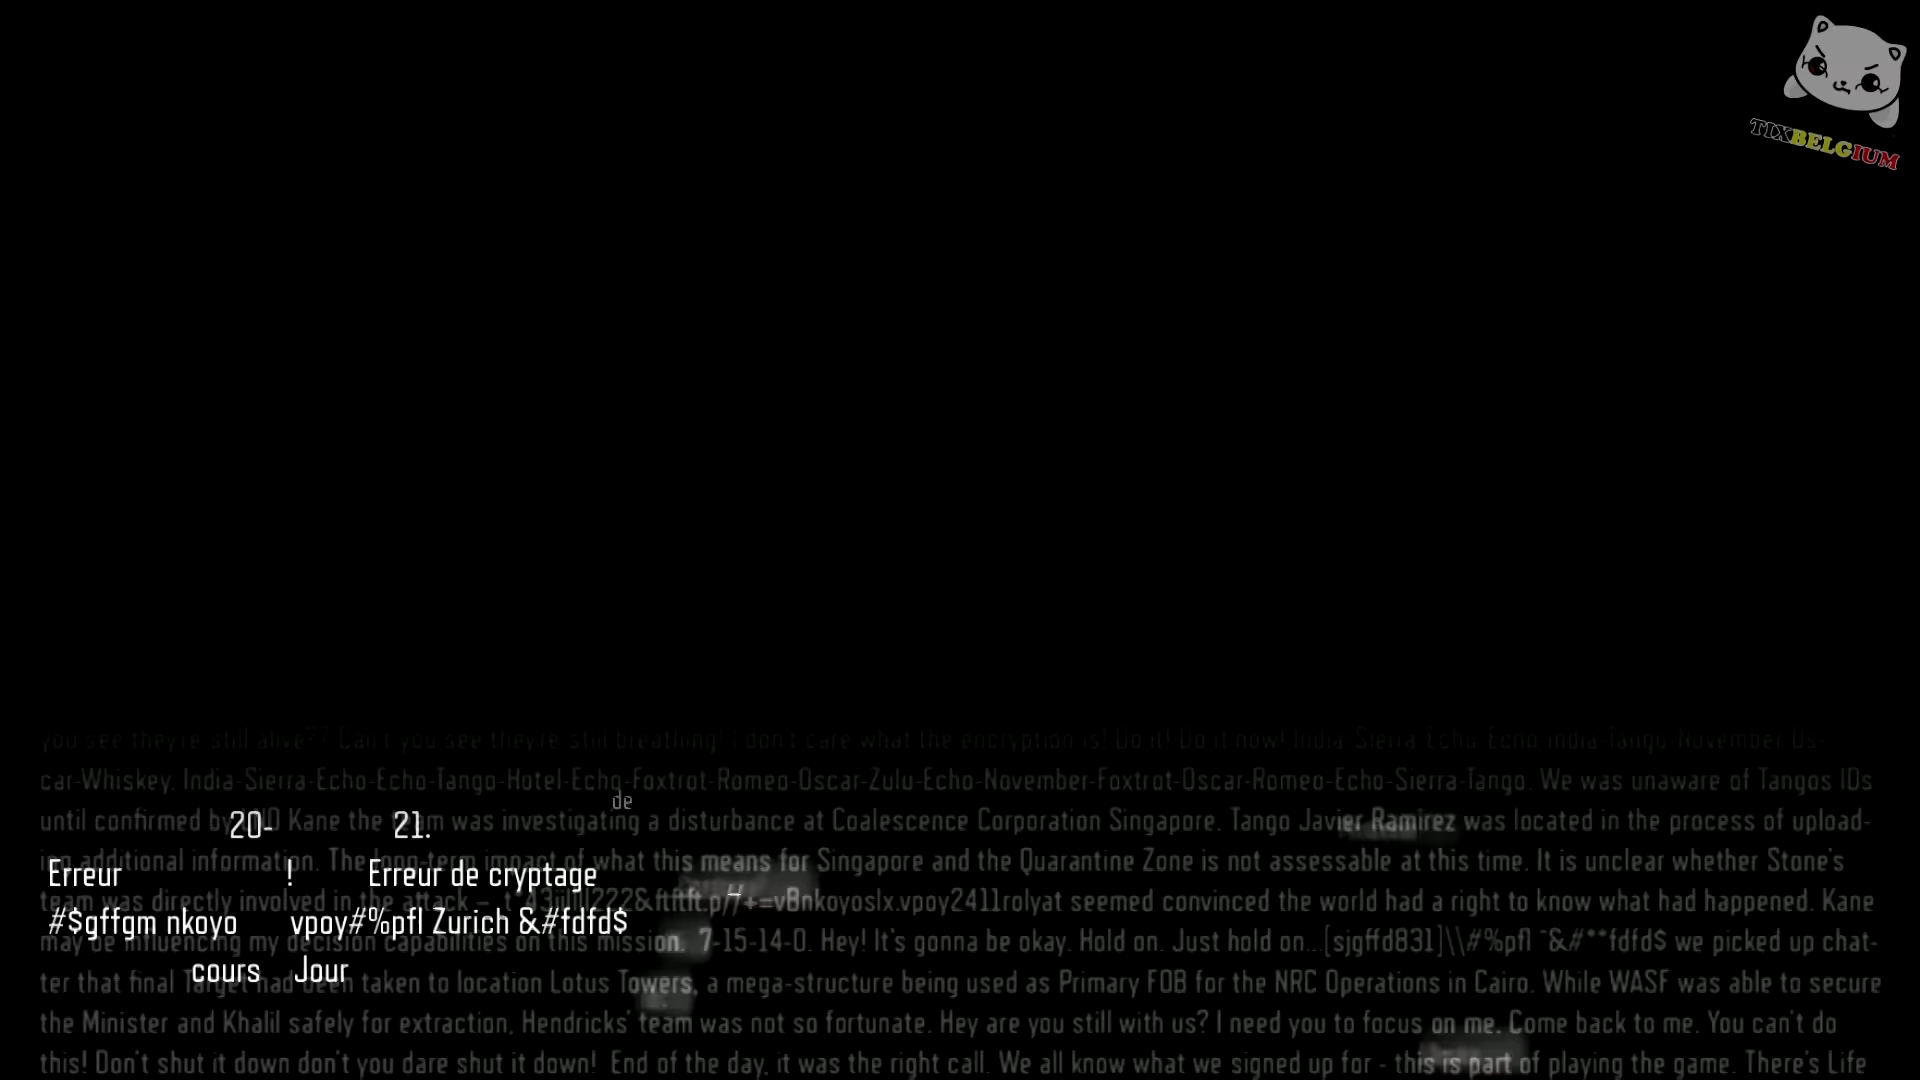 TIXBELGIUM
you see they're still alive?? Can't you see they're still breathing! I don't care what the encryption is! Do it! Do it now! India-Sierra-Echo-Echo India-Tango-November-Os-
car-Whiskey. India-Sierra-Echo-Echo-Tango-Hotel-Echo-Foxtrot-Romeo-Oscar-Zulu-Echo-November-Foxtrot-Oscar-Romeo-Echo-Sierra-Tango. We was unaware of Tangos IDs
de
until confirmed by Kane the team was investigating a disturbance at Coalescence Corporation Singapore. Tango Javier Ramirez was located in the process of upload-
20- 21.
additional information. The long-term impact of what this means for Singapore and the Quarantine Zone is not assessable at this time. It is unclear whether Stone's
Erreur ! Erreur de cryptage
team was directly involved in the attack – seemed convinced the world had a right to know what had happened. Kane
#$gffgm nkoyo vpoy#%pfl Zurich &#fdfd$
may be influencing my decision capabilities on this mission. 7-15-14-0. Hey! It's gonna be okay. Hold on. Just hold on...[sjgffd831]\\#%pfl ^&#**fdfd$ we picked up chat-
cours Jour
ter that final Target had been taken to location Lotus Towers, a mega-structure being used as Primary FOB for the NRC Operations in Cairo. While WASF was able to secure
the Minister and Khalil safely for extraction, Hendricks' team was not so fortunate. Hey are you still with us? I need you to focus on me. Come back to me. You can't do
this! Don't shut it down don't you dare shut it down! End of the day, it was the right call. We all know what we signed up for - this is part of playing the game. There's Life